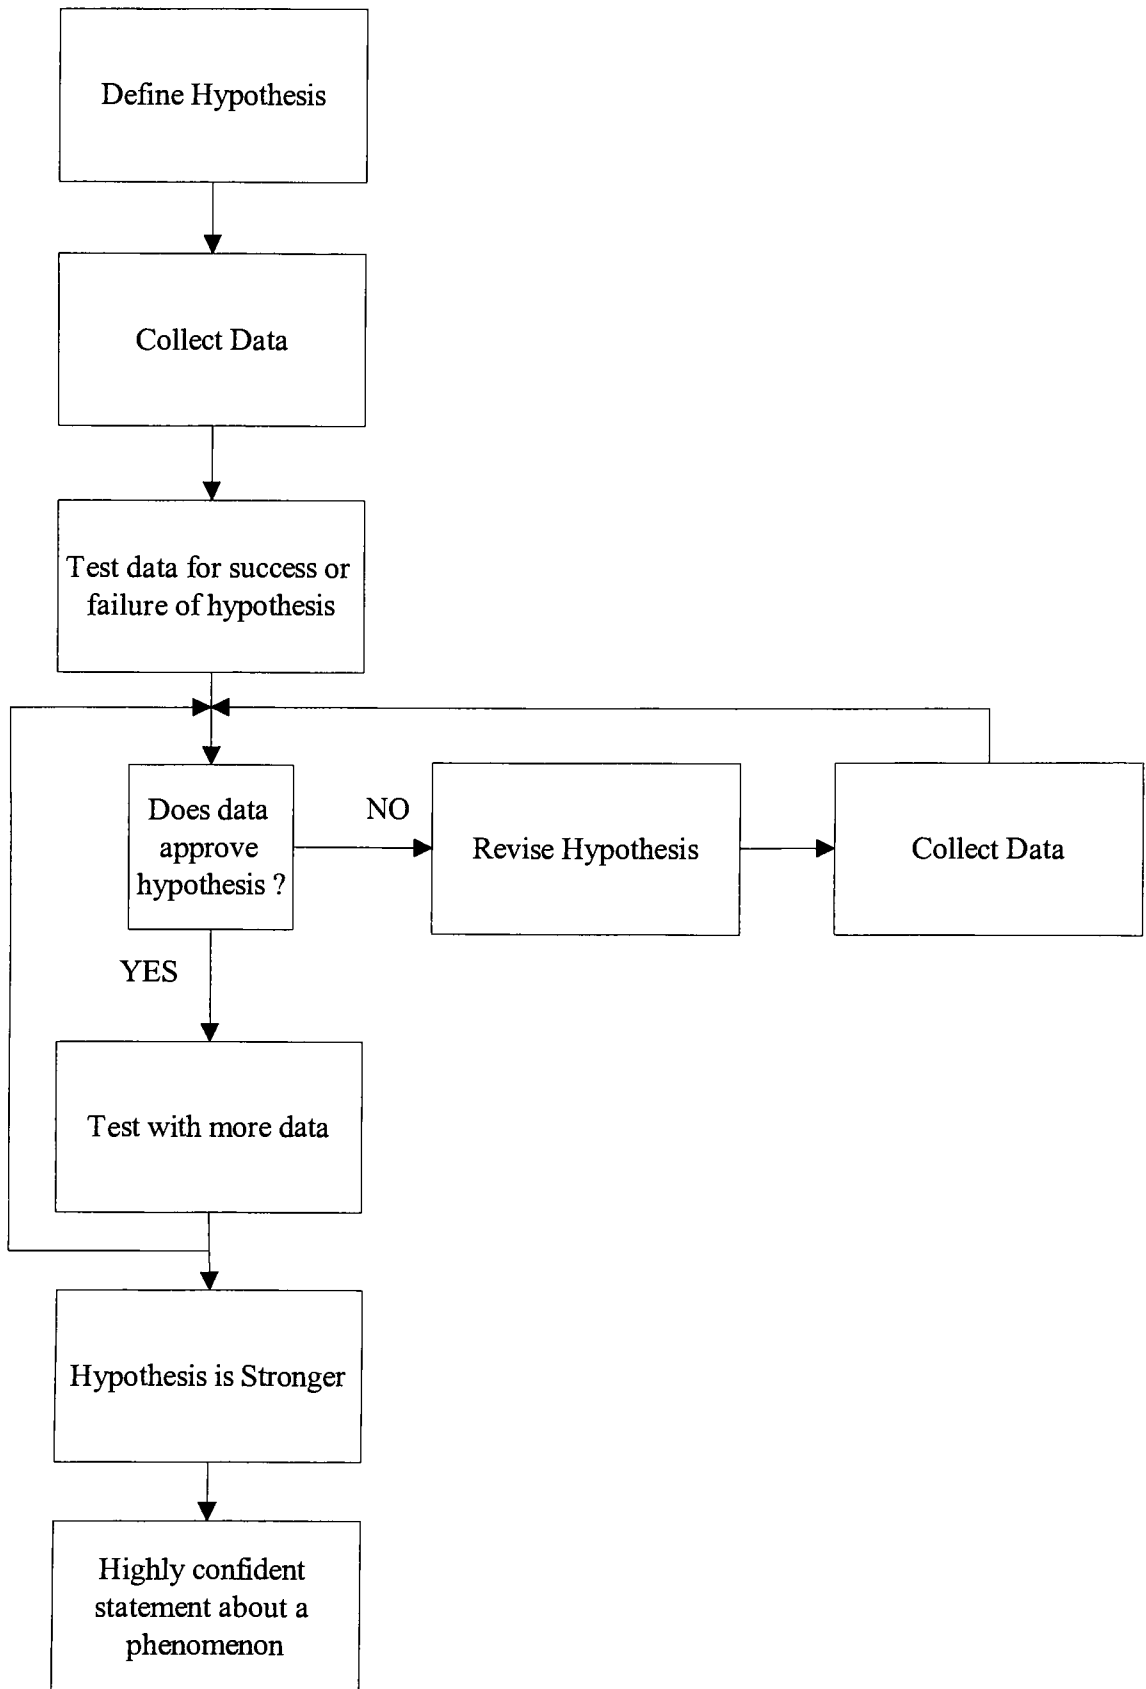 Define Hypothesis
Collect Data
Test data for success or
failure of hypothesis
Does data
approve
hypothesis ?
NO
Revise Hypothesis
Collect Data
YES
Test with more data
Hypothesis is Stronger
Highly confident
statement about a
phenomenon